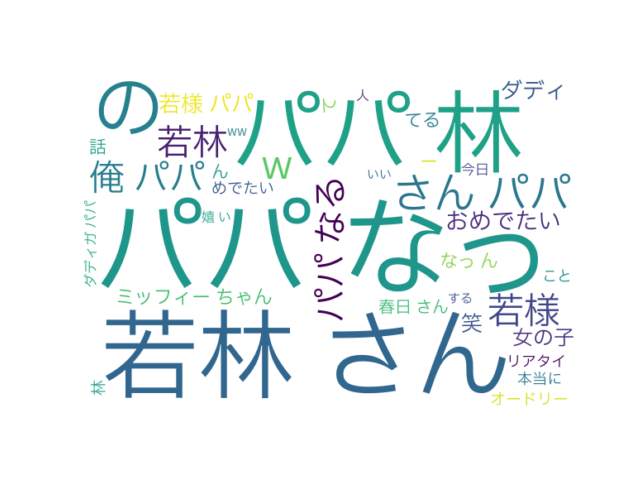 の
若様 パパ
パパ 林
て
人
ダディ
てる
若林
ww
w
話
俺 パパ
ん
めでたい
ー
今日
いい
さん パパ
おめでたい
ダディガ パパ
パパ なっ
嬉 い
パパ なる
なっ ん
こと
ミッフィー ちゃん
春日 さん
する
若様
笑
女の子
若林 さん
リアタイ
本当に
林
オードリー